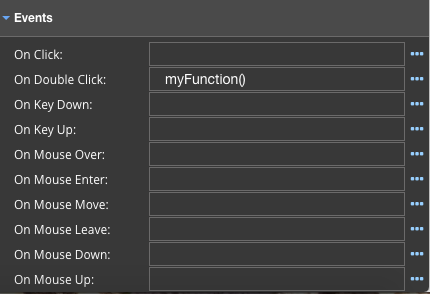 Events
On Click:
On Double Click: myFunction()
On Key Down:
On Key Up:
On Mouse Over:
On Mouse Enter:
On Mouse Move:
On Mouse Leave:
On Mouse Down:
On Mouse Up: